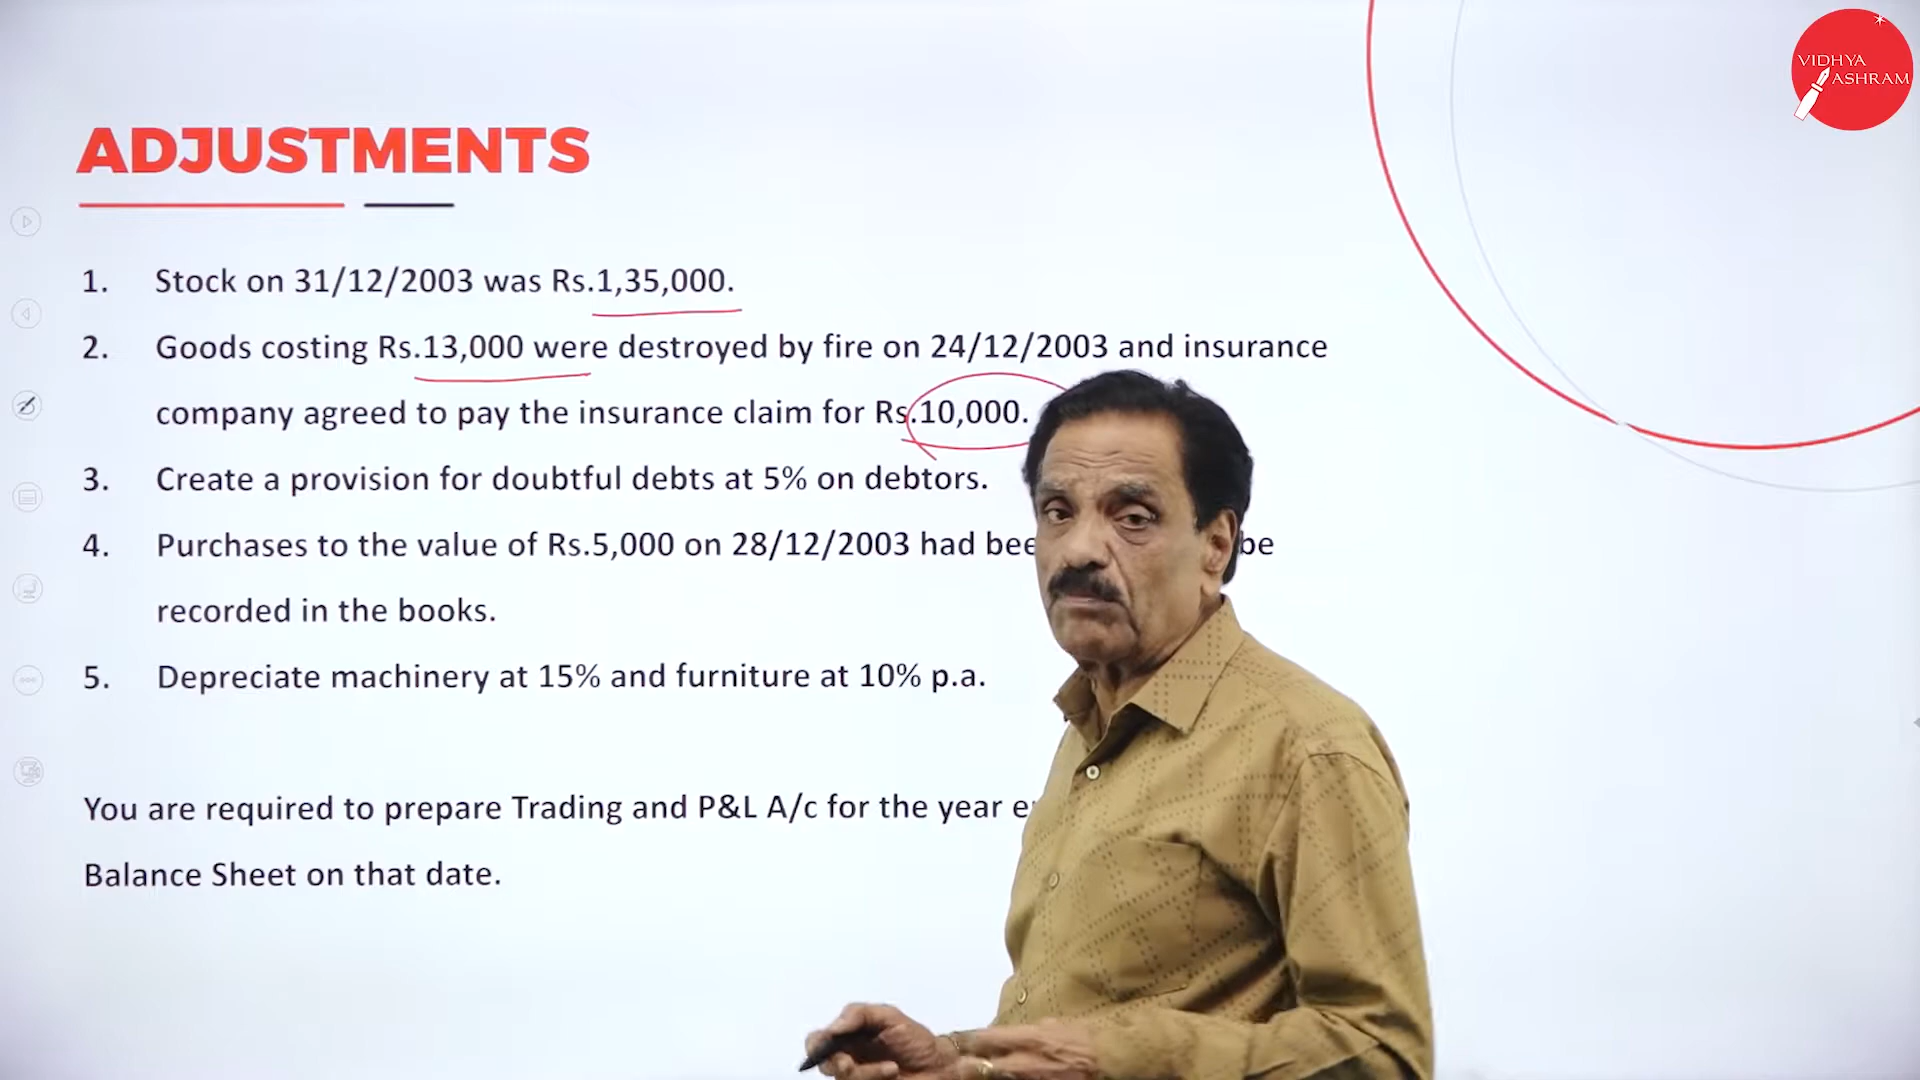 VIDHYA
ASHRAM
ADJUSTMENTS
1. Stock on 31/12/2003 was Rs.1,35,000.
2. Goods costing Rs.13,000 were destroyed by fire on 24/12/2003 and insurance
company agreed to pay the insurance claim for Rs.10,000.
3. Create a provision for doubtful debts at 5% on debtors.
4. Purchases to the value of Rs.5,000 on 28/12/2003 had be
recorded in the books.
5. Depreciate machinery at 15% and furniture at 10% p.a.
You are required to prepare Trading and P&L A/c for the year
Balance Sheet on that date.